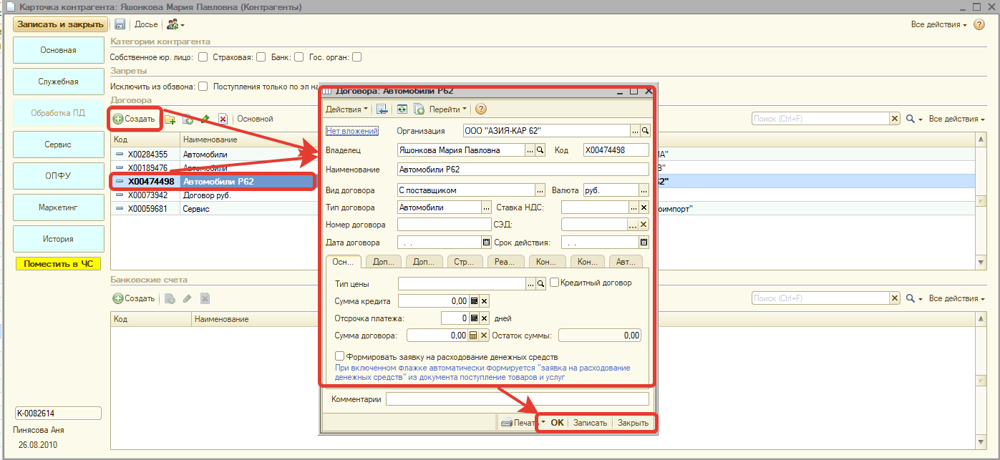 Карточка контрагента: Яшонкова Мария Павловна (Контрагенты)
Записать и закрыть Досье Все действия
Основная
Служебная
Обработка ПД
Сервис
ОПФУ
Маркетинг
История
Поместить в ЧС
К-0082614
Пинясова Аня
26.08.2010
Категории контрагента
Собственное юр. лицо: Страховая: Банк: Гос. орган:
Запреты
Исключить из обзвона: Поступления только по эл на
Договора
Создать Основной Поиск (Ctrl+F) Все действия
Код Наименование
X00284355 Автомобили
X00189476 Автомобили
X00474498 Автомобили Р62
X00073942 Договор руб.
X00059681 Сервис
оимпорт"
Банковские счета
Создать Поиск (Ctrl+F) Все действия
Код Наименование
Договора: Автомобили Р62
Действия Перейти
Нет вложений Организация ООО "АЗИЯ-КАР 62" ...
Владелец Яшонкова Мария Павловна ... Код X00474498
Наименование Автомобили Р62
Вид договора С поставщиком ... Валюта руб. ...
Тип договора Автомобили ... Ставка НДС: ...
Номер договора СЭД: ...
Дата договора . . Срок действия: . .
Осн... Доп... Доп... Стр... Реа... Кон... Кон... Авт...
Тип цены ... Кредитный договор
Сумма кредита 0,00
Отсрочка платежа: 0 дней
Сумма договора: 0,00 Остаток суммы: 0,00
Формировать заявку на расходование денежных средств
При включенном флажке автоматически формируется "заявка на расходование
денежных средств" из документа поступление товаров и услуг
Комментарии
Печать OK Записать Закрыть